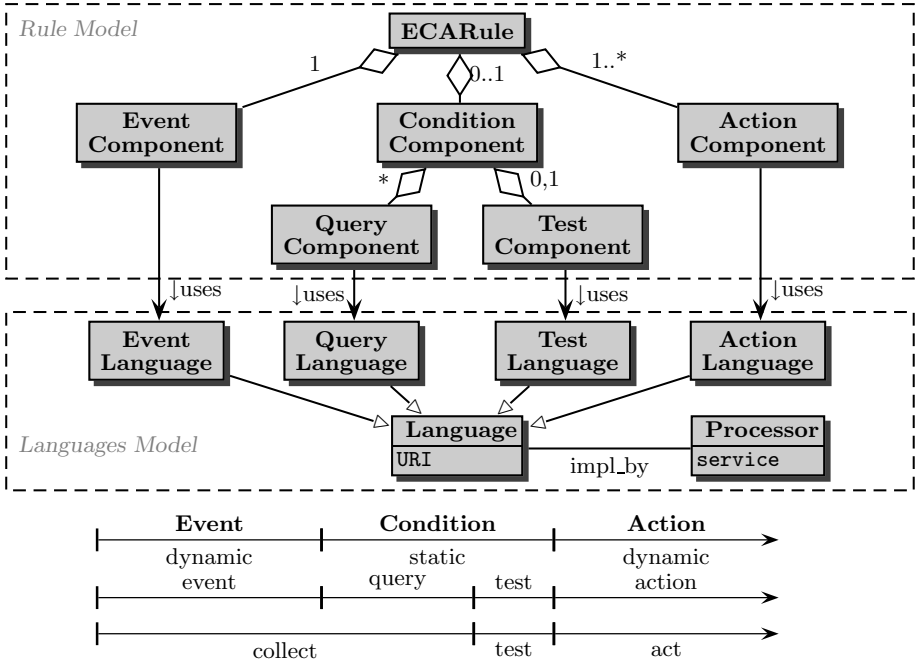 Rule Model
ECARule
1
0..1
1..*
Event
Component
Condition
Component
Action
Component
*
0,1
Query
Component
Test
Component
↓uses
↓uses
↓uses
↓uses
Event
Language
Query
Language
Test
Language
Action
Language
Languages Model
Language
URI
impl_by
Processor
service
Event Condition Action
dynamic static dynamic
event query test action
collect test act